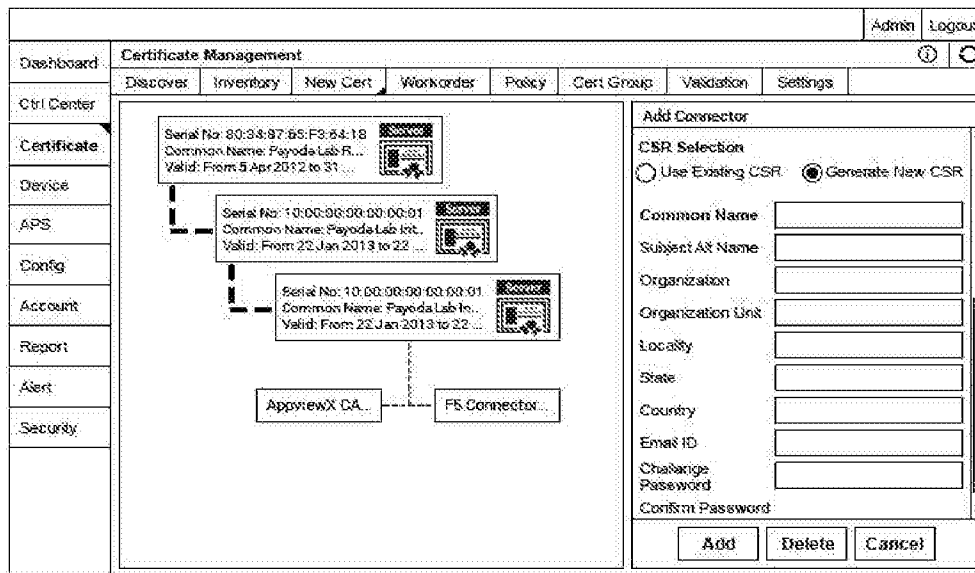 Admin
Logout
Dashboard
Ctrl Center
Certificate
Device
APS
Config
Account
Report
Alert
Security
Certificate Management
Discover
Inventory
New Cert
Workorder
Policy
Cert Group
Validation
Settings
Serial No: 80:34:87:65:F3:64:18
Common Name: Payoda Lab R...
Valid: From 5 Apr 2012 to 31 ...
Server
Serial No: 10:00:00:00:00:00:01
Common Name: Payoda Lab Int..
Valid: From 22 Jan 2013 to 22 ...
Server
Serial No: 10:00:00:00:00:00:01
Common Name: Payoda Lab In...
Valid: From 22 Jan 2013 to 22 ...
Server
AppviewX CA...
F5 Connector...
Add Connector
CSR Selection
Use Existing CSR
Generate New CSR
Common Name
Subject Alt Name
Organization
Organization Unit
Locality
State
Country
Email ID
Challange
Password
Confirm Password
Add
Delete
Cancel